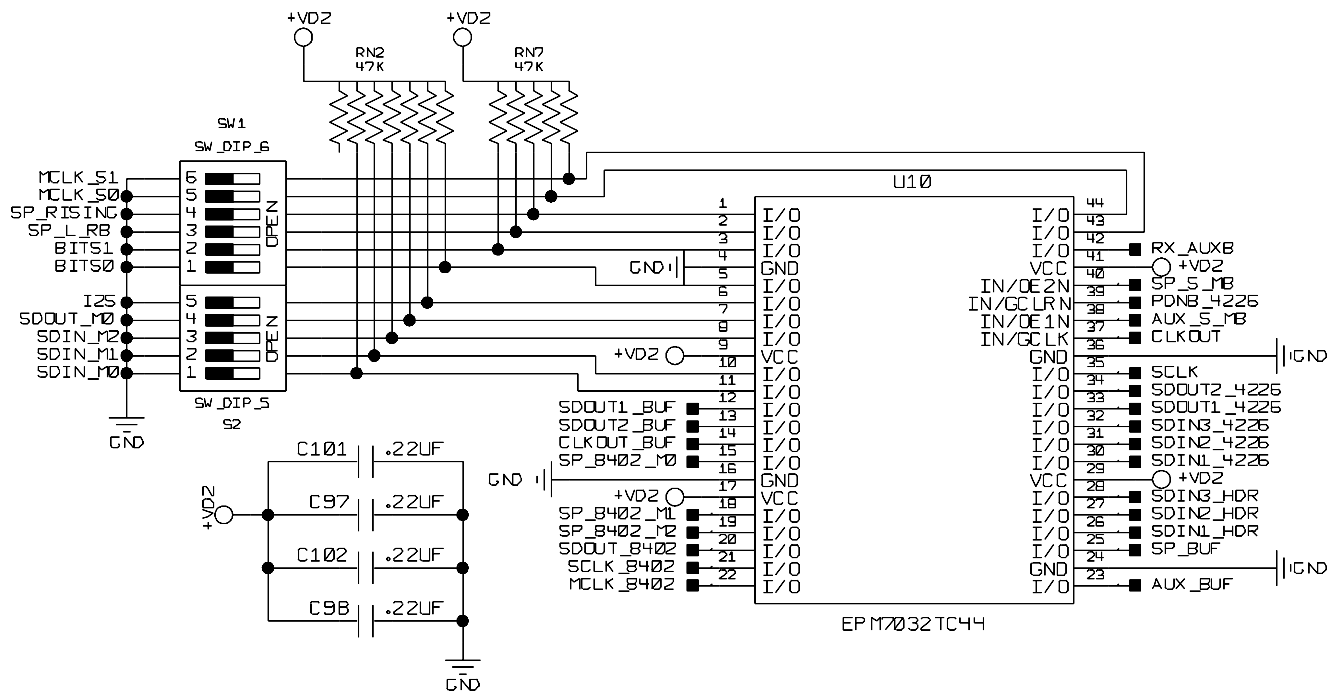 +VD2
+VD2
RN2
47K
RN7
47K
SW1
SW_DIP_6
MCLK_S1
6
MCLK_S0
5
SP_RISING
4
SP_L_RB
3
BITS1
2
BITS0
1
OPEN
I2S
5
SDOUT_M0
4
SDIN_M2
3
SDIN_M1
2
SDIN_M0
1
OPEN
SW_DIP_5
S2
GND
U10
1 I/O
2 I/O
3 I/O
GND 4 GND
5 I/O
6 I/O
7 I/O
8 I/O
+VD2 9 VCC
10 I/O
11 I/O
SDOUT1_BUF 12 I/O
SDOUT2_BUF 13 I/O
CLKOUT_BUF 14 I/O
SP_8402_M0 15 I/O
GND 16 GND
+VD2 17 VCC
SP_8402_M1 18 I/O
SP_8402_M2 19 I/O
SDOUT_8402 20 I/O
SCLK_8402 21 I/O
MCLK_8402 22 I/O
I/O 44
I/O 43
I/O 42 RX_AUXB
VCC 41 +VD2
IN/OE2N 40 SP_S_MB
IN/GCLRN 39 PDNB_4226
IN/OE1N 38 AUX_S_MB
IN/GCLK 37 CLKOUT
GND 36 GND
I/O 35 SCLK
I/O 34 SDOUT2_4226
I/O 33 SDOUT1_4226
I/O 32 SDIN3_4226
I/O 31 SDIN2_4226
I/O 30 SDIN1_4226
VCC 29 +VD2
I/O 28 SDIN3_HDR
I/O 27 SDIN2_HDR
I/O 26 SDIN1_HDR
I/O 25 SP_BUF
GND 24 GND
I/O 23 AUX_BUF
EPM7032TC44
C101 .22UF
C97 .22UF
+VD2
C102 .22UF
C98 .22UF
GND